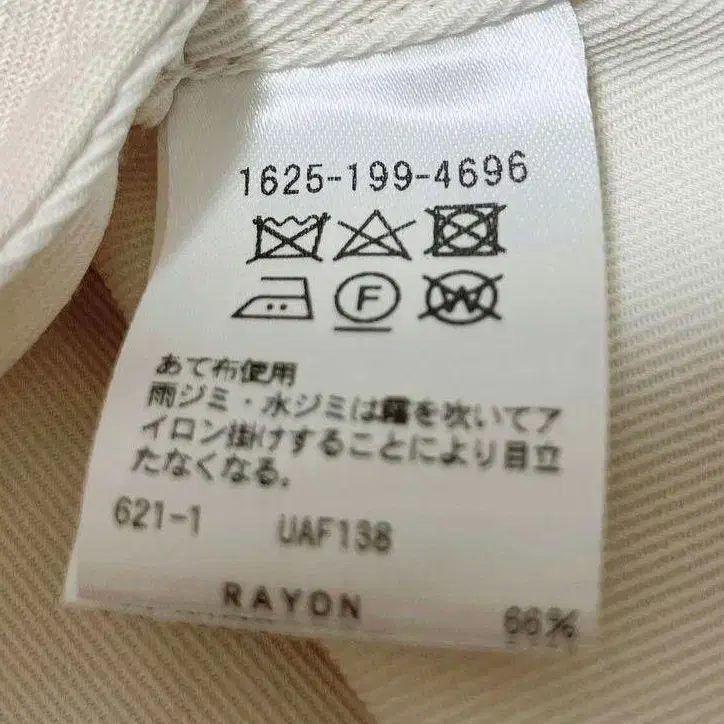 1625-199-4696
F W
あて布使用
雨ジミ・水ジミは霧を吹いてア
イロン掛けすることにより目立
たなくなる。
621-1 UAF138
RAYON 66%